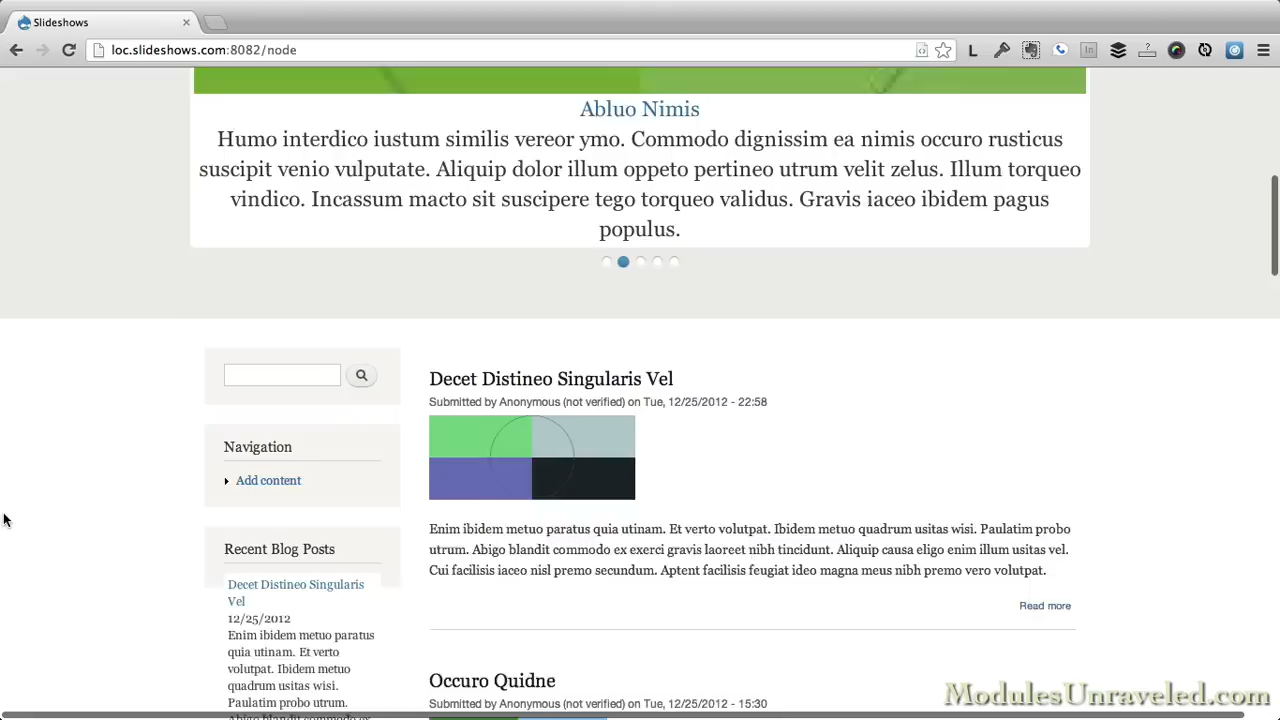 Slideshows
loc.slideshows.com:8082/node
Abluo Nimis
Humo interdico iustum similis vereor ymo. Commodo dignissim ea nimis occuro rusticus
suscipit venio vulputate. Aliquip dolor illum oppeto pertineo utrum velit zelus. Illum torqueo
vindico. Incassum macto sit suscipere tego torqueo validus. Gravis iaceo ibidem pagus
populus.
Decet Distineo Singularis Vel
Submitted by Anonymous (not verified) on Tue, 12/25/2012 - 22:58
Navigation
Add content
Enim ibidem metuo paratus quia utinam. Et verto volutpat. Ibidem metuo quadrum usitas wisi. Paulatim probo
utrum. Abigo blandit commodo ex exerci gravis laoreet nibh tincidunt. Aliquip causa eligo enim illum usitas vel.
Cui facilisis iaceo nisl premo secundum. Aptent facilisis feugiat ideo magna meus nibh premo vero volutpat.
Read more
Recent Blog Posts
Decet Distineo Singularis
Vel
12/25/2012
Enim ibidem metuo paratus
quia utinam. Et verto
volutpat. Ibidem metuo
quadrum usitas wisi.
Paulatim probo utrum.
Abigo blandit commodo ex
Occuro Quidne
Submitted by Anonymous (not verified) on Tue, 12/25/2012 - 15:30
ModulesUnraveled.com